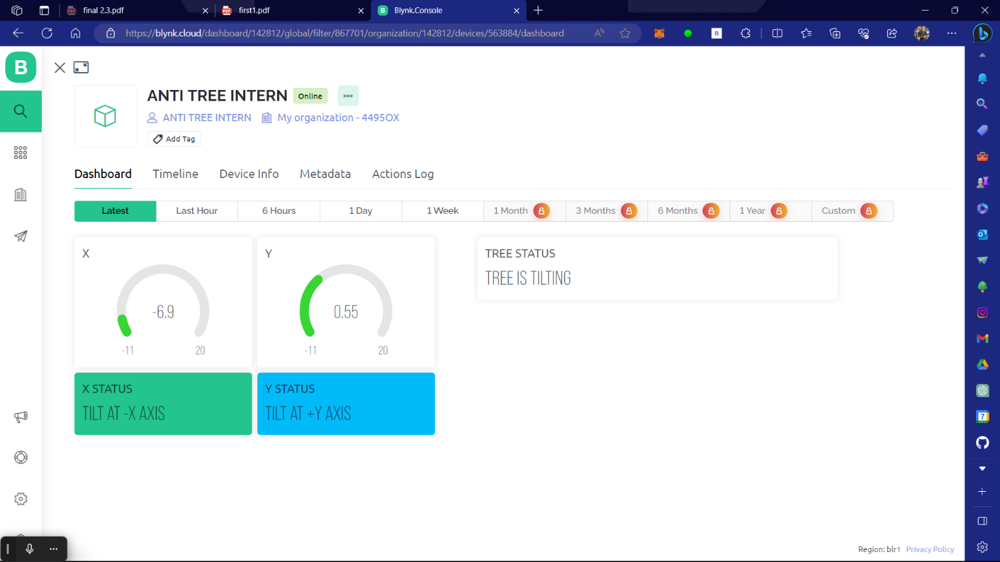 final 2.3.pdf
first1.pdf
Blynk.Console
https://blynk.cloud/dashboard/142812/global/filter/867701/organization/142812/devices/563884/dashboard
B
ANTI TREE INTERN
Online
ANTI TREE INTERN
My organization - 4495OX
Add Tag
Dashboard
Timeline
Device Info
Metadata
Actions Log
Latest
Last Hour
6 Hours
1 Day
1 Week
1 Month
3 Months
6 Months
1 Year
Custom
X
-6.9
-11
20
Y
0.55
-11
20
TREE STATUS
TREE IS TILTING
X STATUS
TILT AT -X AXIS
Y STATUS
TILT AT +Y AXIS
Region: blr1
Privacy Policy